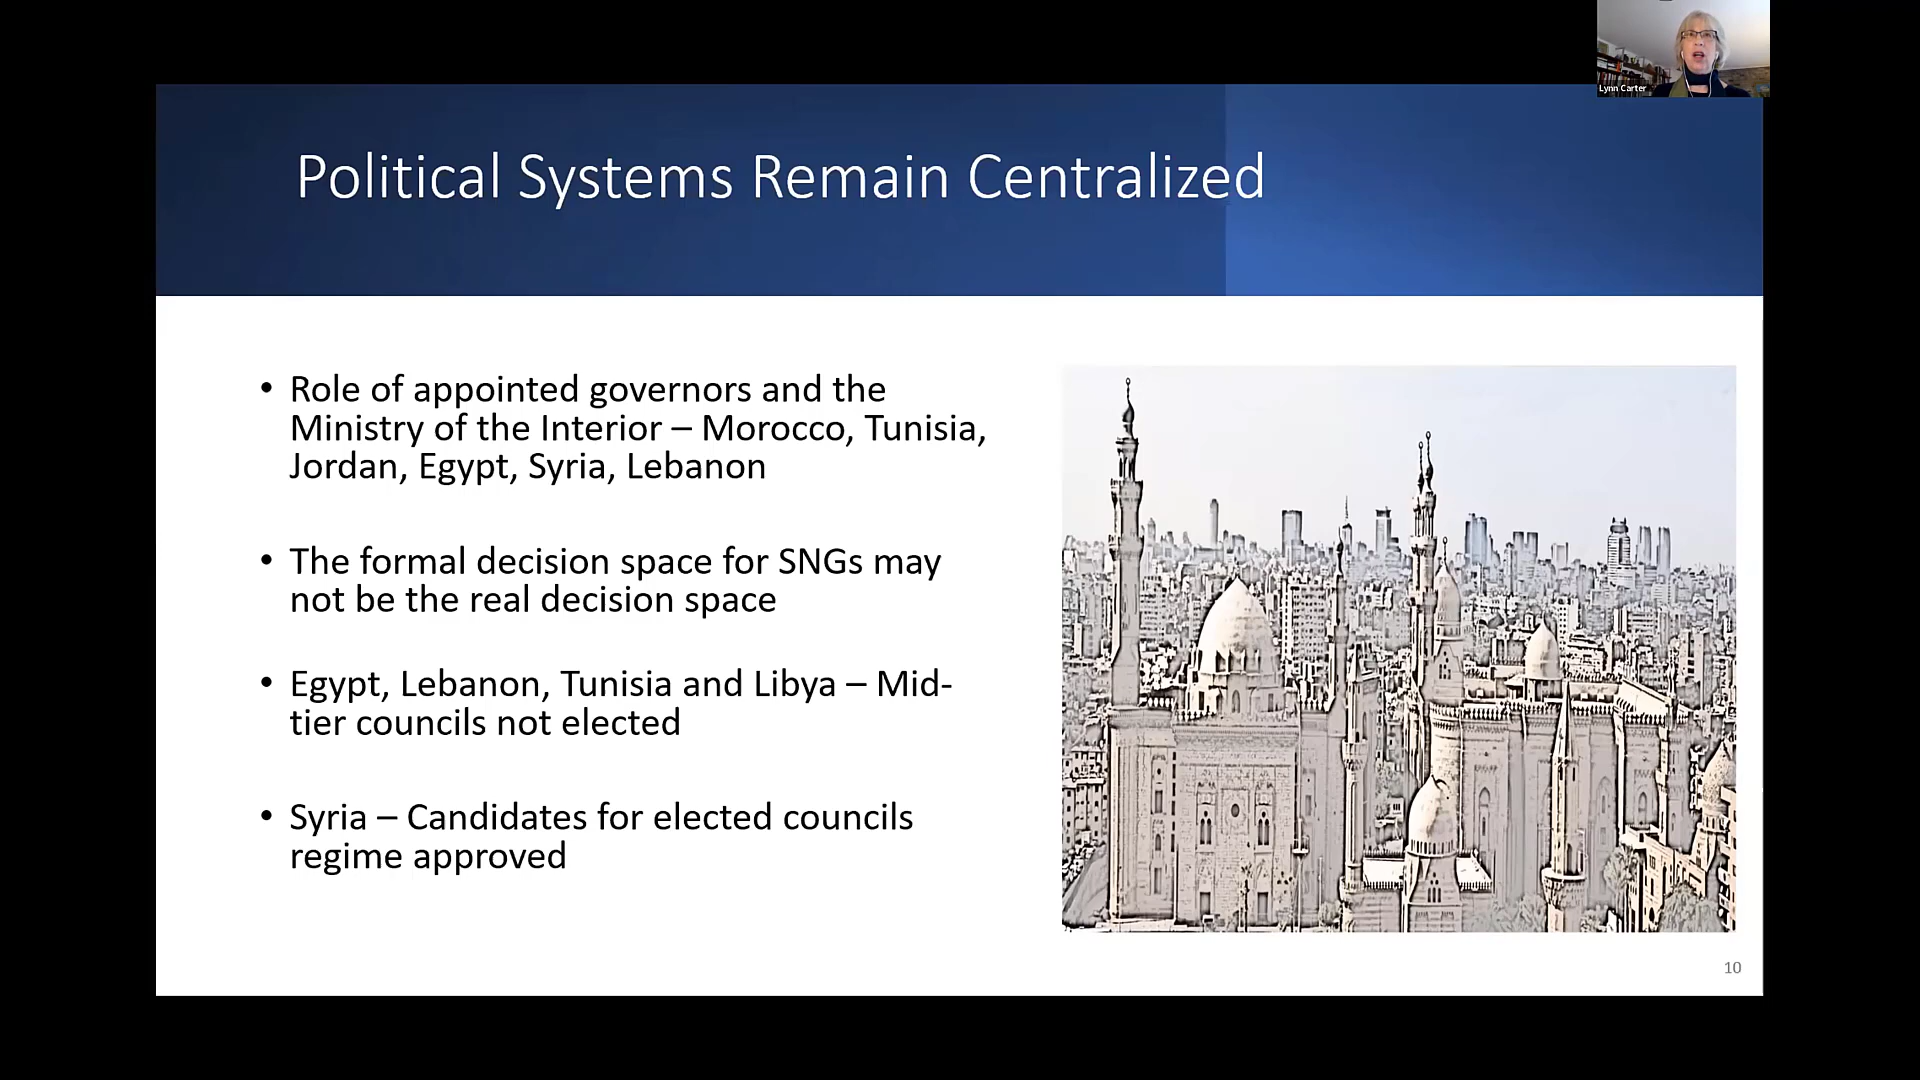 Lynn Carter
Political Systems Remain Centralized
• Role of appointed governors and the
Ministry of the Interior – Morocco, Tunisia,
Jordan, Egypt, Syria, Lebanon
• The formal decision space for SNGs may
not be the real decision space
• Egypt, Lebanon, Tunisia and Libya – Mid-
tier councils not elected
• Syria – Candidates for elected councils
regime approved
10